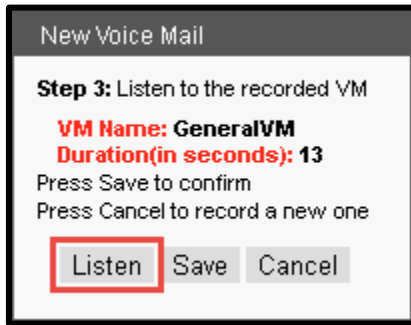 New Voice Mail
Step 3: Listen to the recorded VM
VM Name: GeneralVM
Duration(in seconds): 13
Press Save to confirm
Press Cancel to record a new one
Listen Save Cancel